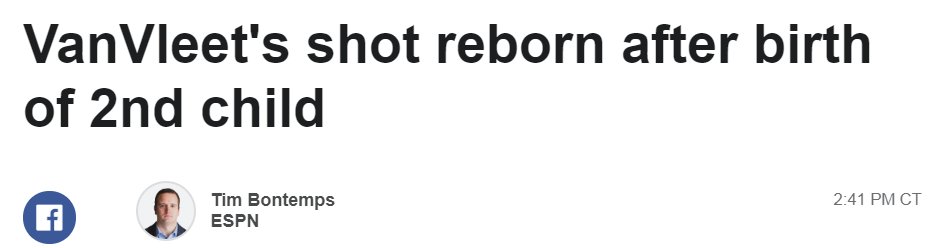 VanVleet's shot reborn after birth
of 2nd child
Tim Bontemps
ESPN
2:41 PM CT